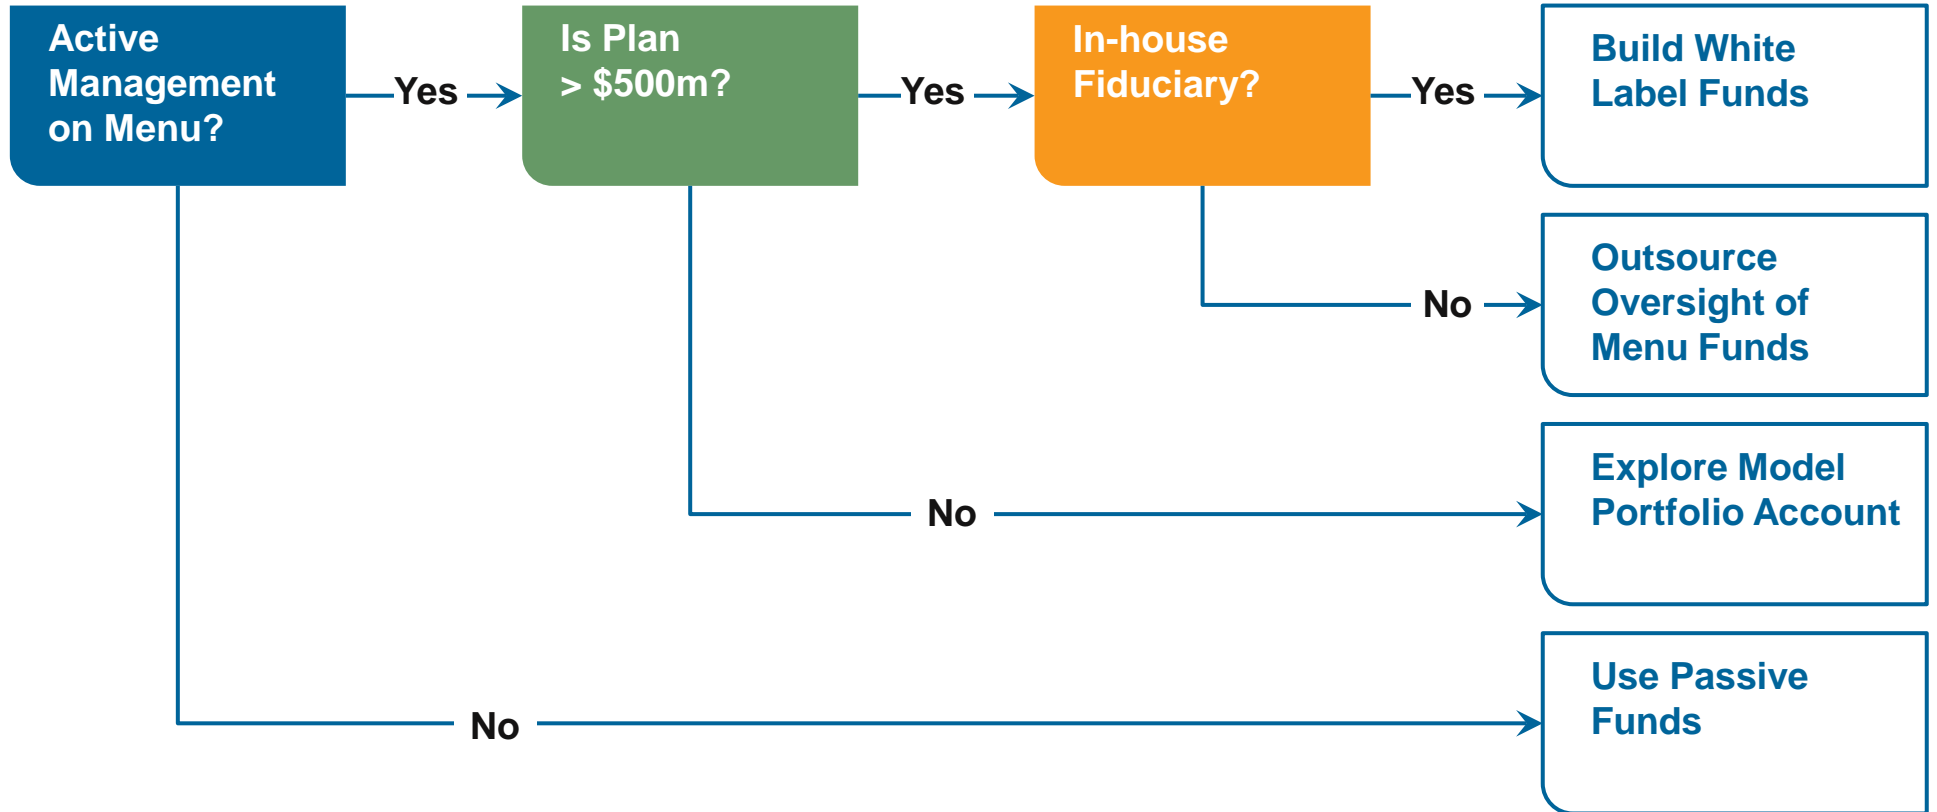 Active
Management
on Menu?
Yes
Is Plan
> $500m?
Yes
In-house
Fiduciary?
Yes
Build White
Label Funds
No
Outsource
Oversight of
Menu Funds
No
Explore Model
Portfolio Account
No
Use Passive
Funds